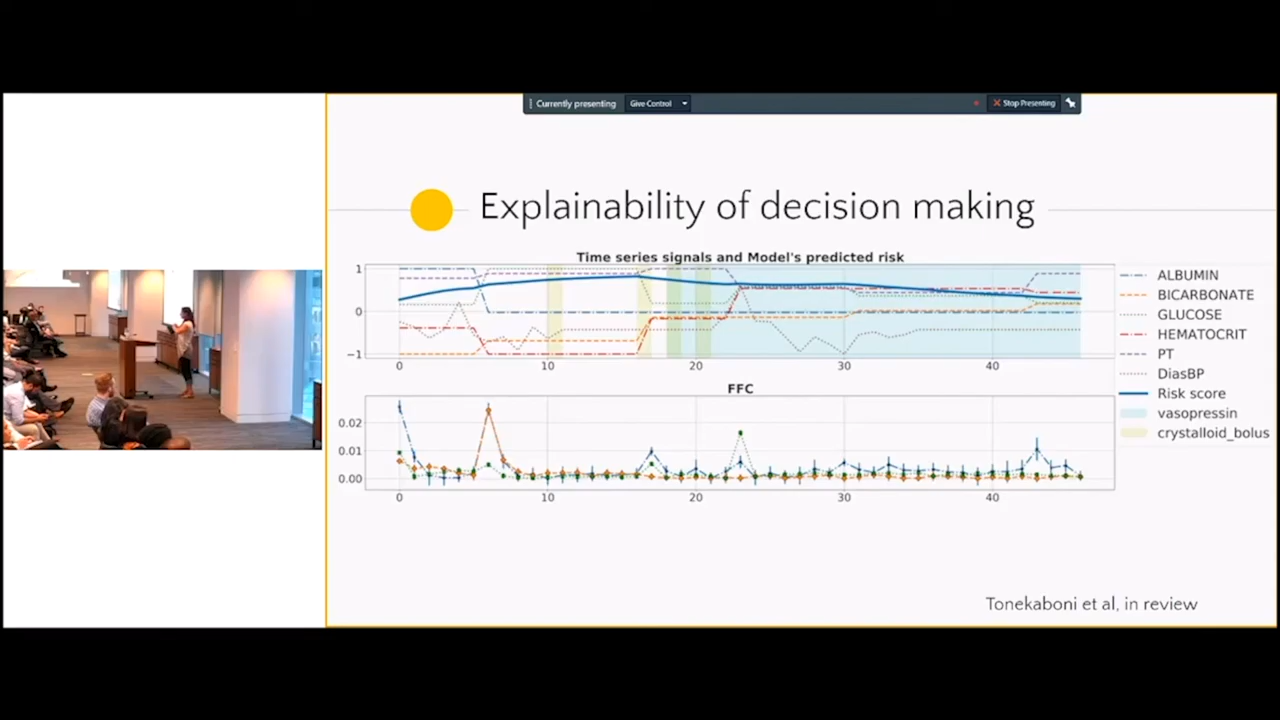 Currently presenting Give Control Stop Presenting
Explainability of decision making
Time series signals and Model's predicted risk
1
0
−1
0 10 20 30 40
ALBUMIN
BICARBONATE
GLUCOSE
HEMATOCRIT
PT
DiasBP
Risk score
vasopressin
crystalloid_bolus
FFC
0.02
0.01
0.00
0 10 20 30 40
Tonekaboni et al, in review